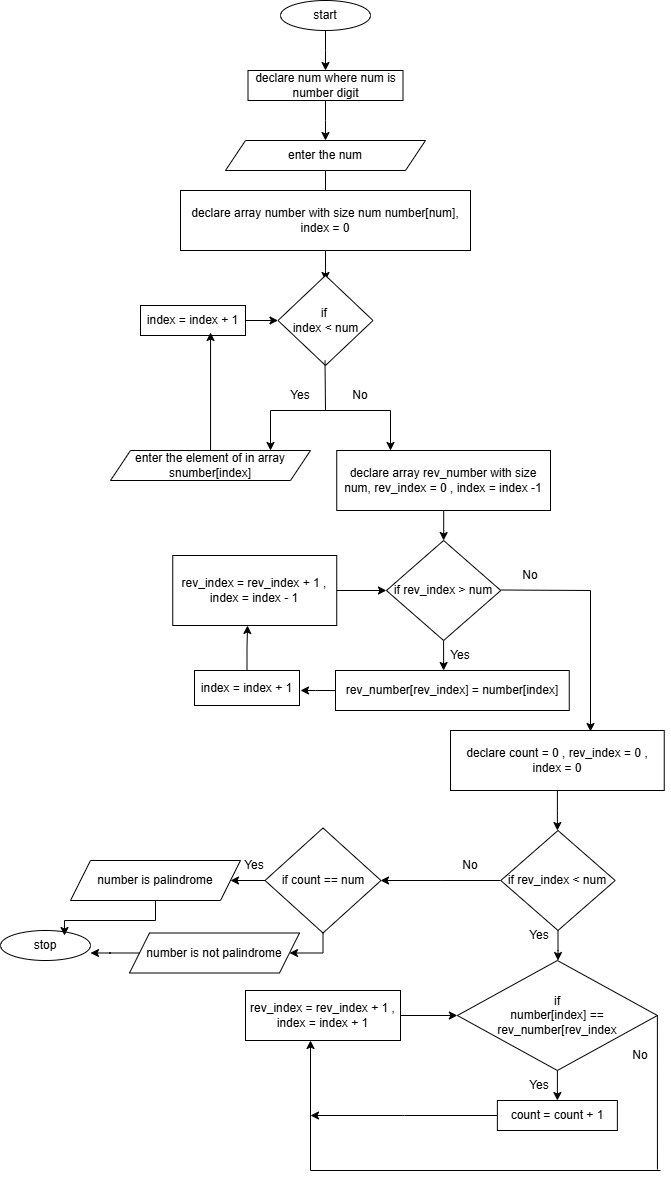 start
declare num where num is
number digit
enter the num
declare array number with size num number[num],
index = 0
if
index < num
index = index + 1
Yes
No
enter the element of in array
snumber[index]
declare array rev_number with size
num, rev_index = 0 , index = index -1
rev_index = rev_index + 1 ,
index = index - 1
if rev_index > num
No
Yes
index = index + 1
rev_number[rev_index] = number[index]
declare count = 0 , rev_index = 0 ,
index = 0
if rev_index < num
No
if count == num
Yes
number is palindrome
stop
number is not palindrome
Yes
if
number[index] ==
rev_number[rev_index
rev_index = rev_index + 1 ,
index = index + 1
No
Yes
count = count + 1